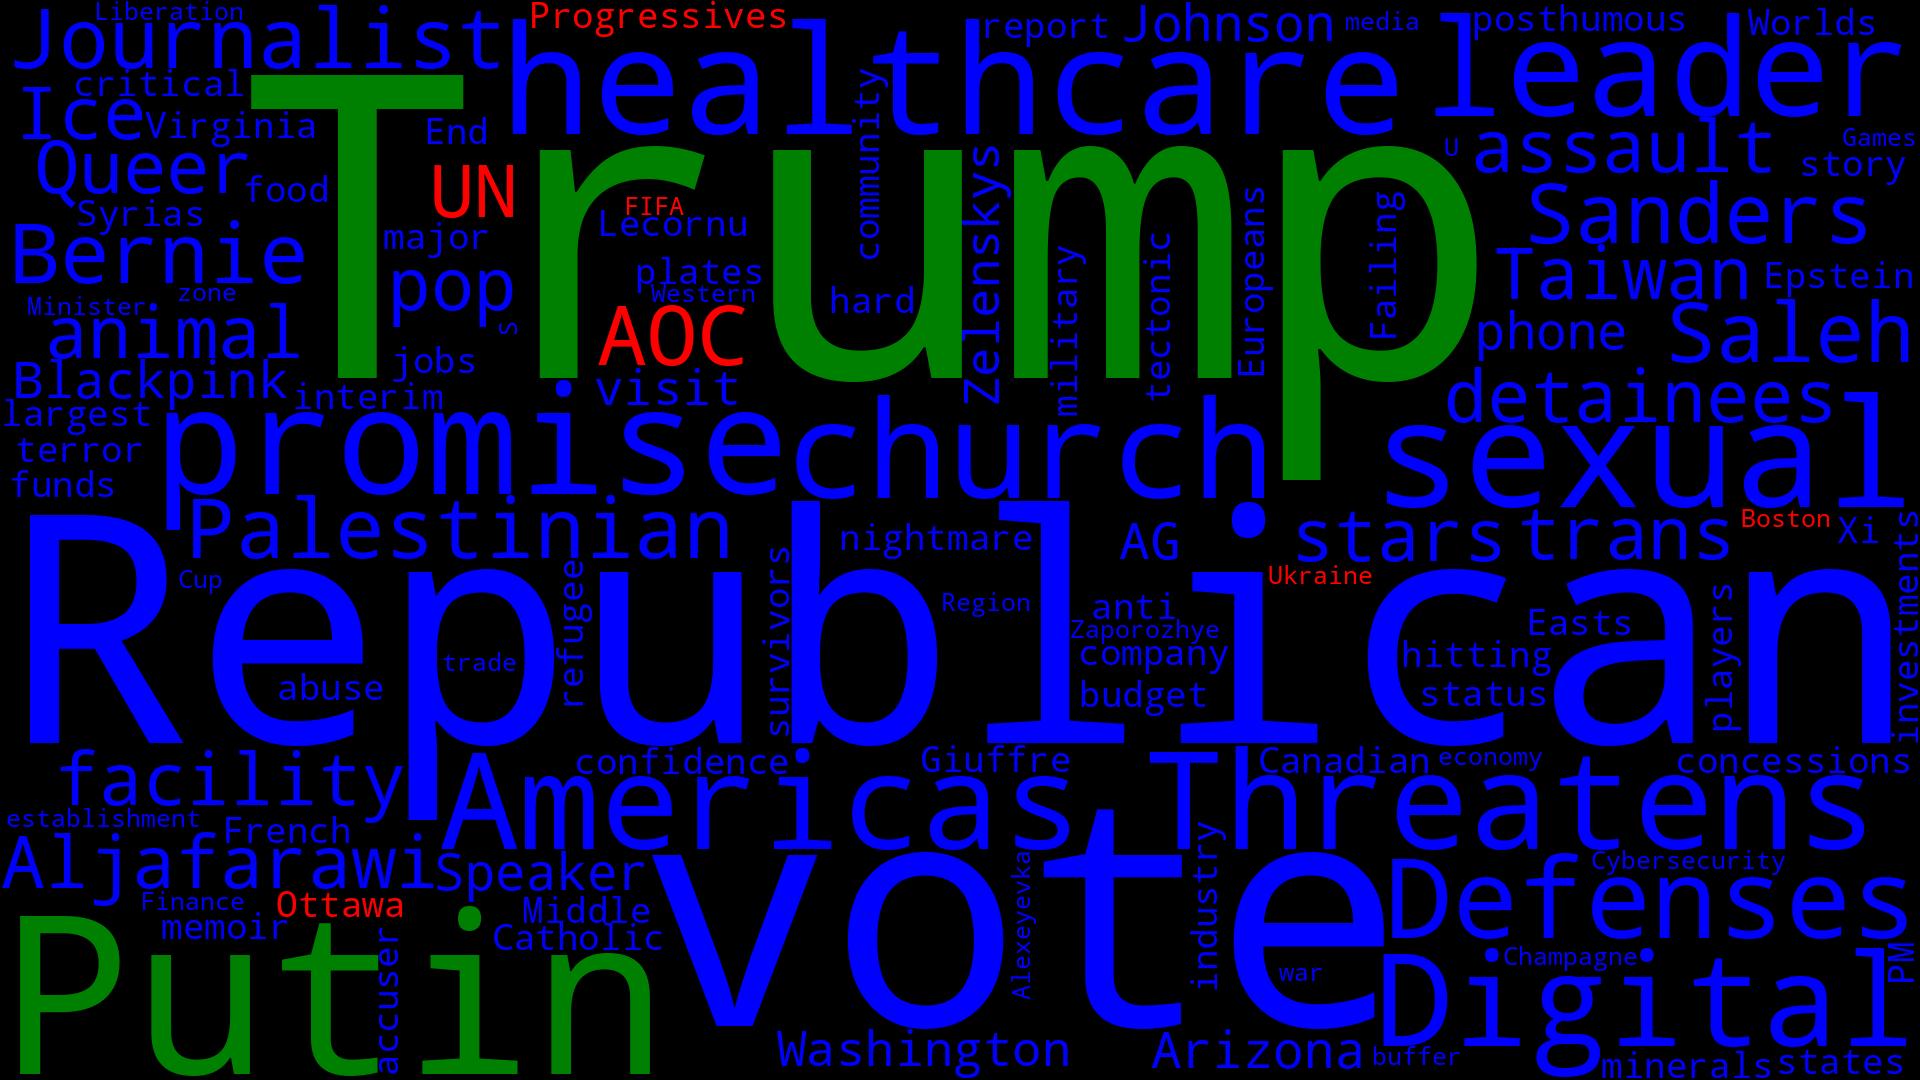 Liberation
Journalist
Progressives
healthcare
report
Johnson
media
leader
posthumous
Worlds
critical
Ice
Virginia
End
Trump
community
U
assault
Games
story
Queer
food
UN
FIFA
Lecornu
zelenskys
Syrias
Sanders
Bernie
major
pop
plates
Western
hard
military
tectonic
Europeans
Failing
Taiwan
Epstein
Minister
zone
animal
s
AOC
phone
Saleh
jobs
visit
Blackpink
interim
detainees
largest
promise
church
sexual
terror
funds
Palestinian
nightmare
AG
stars
trans
Boston
Xi
Republican
Cup
refugee
survivors
Region
Ukraine
anti
Zaporozhye
company
budget
Easts
hitting
status
players
investments
abuse
trade
facility
Americas
confidence
Giuffre
Threatens
Canadian
economy
concessions
establishment
French
Aljafarawi
Speaker
vote
Alexeyevka
industry
Defenses
Cybersecurity
Finance
Ottawa
memoir
Middle
Catholic
Putin
accuser
war
Digital
Champagne
PM
Washington
Arizona
buffer
minerals
states